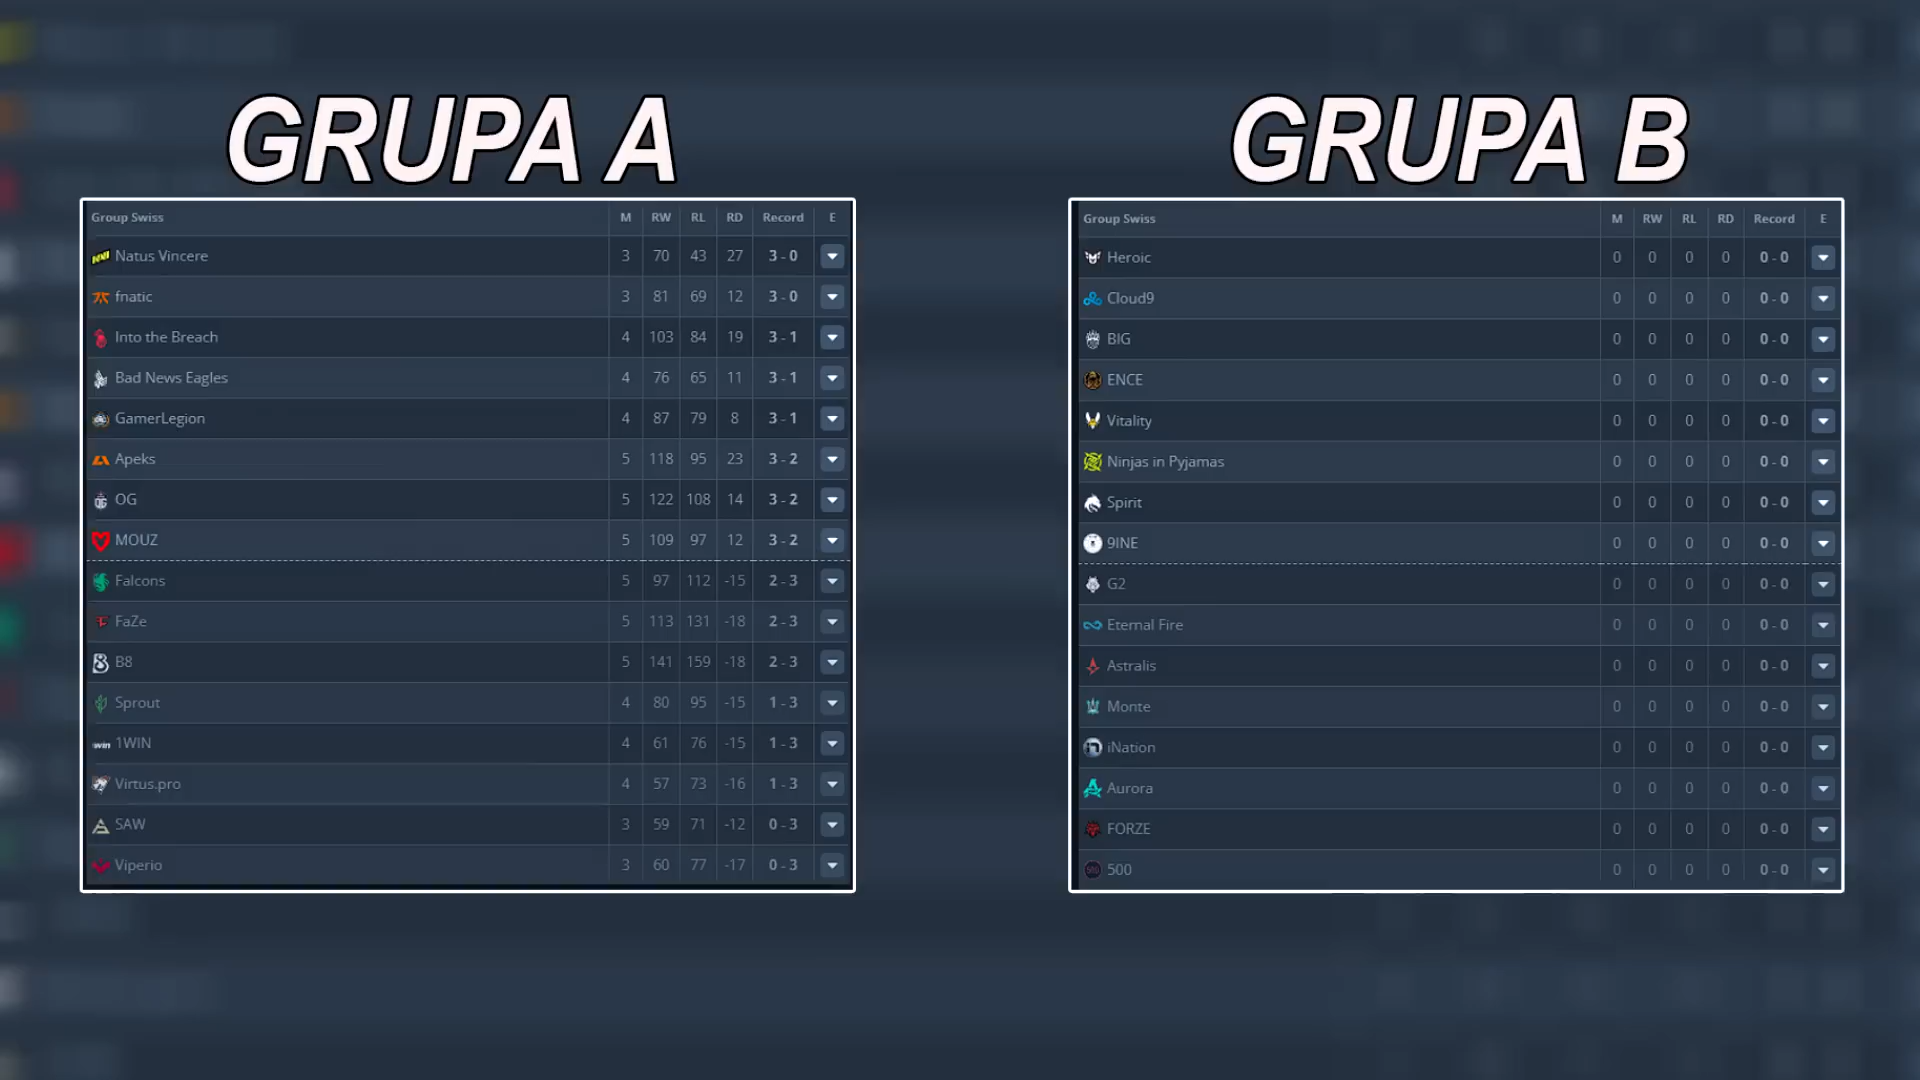 GRUPA A
Group Swiss M RW RL RD Record E
Natus Vincere 3 70 43 27 3 - 0
fnatic 3 81 69 12 3 - 0
Into the Breach 4 103 84 19 3 - 1
Bad News Eagles 4 76 65 11 3 - 1
GamerLegion 4 87 79 8 3 - 1
Apeks 5 118 95 23 3 - 2
OG 5 122 108 14 3 - 2
MOUZ 5 109 97 12 3 - 2
Falcons 5 97 112 -15 2 - 3
FaZe 5 113 131 -18 2 - 3
B8 5 141 159 -18 2 - 3
Sprout 4 80 95 -15 1 - 3
1WIN 4 61 76 -15 1 - 3
Virtus.pro 4 57 73 -16 1 - 3
SAW 3 59 71 -12 0 - 3
Viperio 3 60 77 -17 0 - 3
GRUPA B
Group Swiss M RW RL RD Record E
Heroic 0 0 0 0 0 - 0
Cloud9 0 0 0 0 0 - 0
BIG 0 0 0 0 0 - 0
ENCE 0 0 0 0 0 - 0
Vitality 0 0 0 0 0 - 0
Ninjas in Pyjamas 0 0 0 0 0 - 0
Spirit 0 0 0 0 0 - 0
9INE 0 0 0 0 0 - 0
G2 0 0 0 0 0 - 0
Eternal Fire 0 0 0 0 0 - 0
Astralis 0 0 0 0 0 - 0
Monte 0 0 0 0 0 - 0
iNation 0 0 0 0 0 - 0
Aurora 0 0 0 0 0 - 0
FORZE 0 0 0 0 0 - 0
500 0 0 0 0 0 - 0